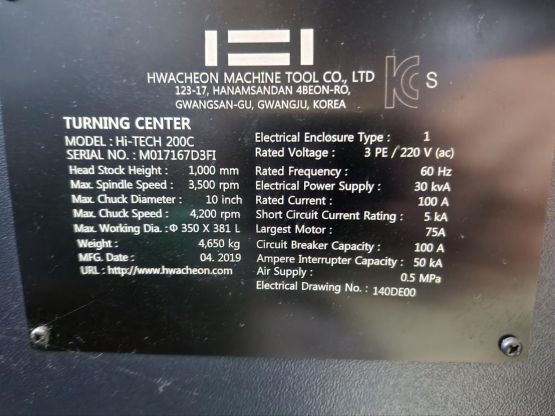 HWACHEON MACHINE TOOL CO., LTD
123-17, HANAMSANDAN 4BEON-RO,
GWANGSAN-GU, GWANGJU, KOREA
KC S
TURNING CENTER
MODEL : Hi-TECH 200C
SERIAL NO. : M017167D3FI
Head Stock Height : 1,000 mm
Max. Spindle Speed : 3,500 rpm
Max. Chuck Diameter : 10 inch
Max. Chuck Speed : 4,200 rpm
Max. Working Dia. : Φ 350 X 381 L
Weight : 4,650 kg
MFG. Date : 04. 2019
URL : http://www.hwacheon.com
Electrical Enclosure Type : 1
Rated Voltage : 3 PE / 220 V (ac)
Rated Frequency : 60 Hz
Electrical Power Supply : 30 kvA
Rated Current : 100 A
Short Circuit Current Rating : 5 kA
Largest Motor : 75A
Circuit Breaker Capacity : 100 A
Ampere Interrupter Capacity : 50 kA
Air Supply : 0.5 MPa
Electrical Drawing No. : 140DE00